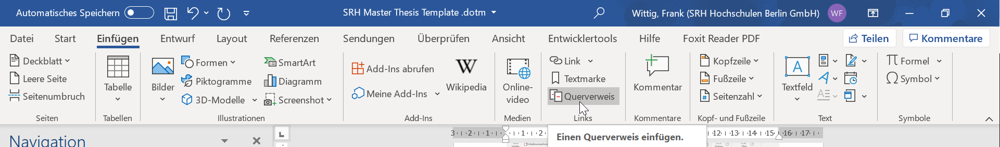 Automatisches Speichern
SRH Master Thesis Template .dotm
Wittig, Frank (SRH Hochschulen Berlin GmbH)
WF
Datei Start Einfügen Entwurf Layout Referenzen Sendungen Überprüfen Ansicht Entwicklertools Hilfe Foxit Reader PDF Teilen Kommentare
Deckblatt
Leere Seite
Seitenumbruch
Seiten
Tabelle
Tabellen
Bilder
Formen
Piktogramme
3D-Modelle
SmartArt
Diagramm
Screenshot
Illustrationen
Add-Ins abrufen
Meine Add-Ins
W
Wikipedia
Add-Ins
Online-
video
Medien
Link
Textmarke
Querverweis
Links
Kommentar
Kommentare
Kopfzeile
Fußzeile
Seitenzahl
Kopf- und Fußzeile
A
Textfeld
Text
π Formel
Ω Symbol
Symbole
Navigation
L
3 2 1 1 2 12 13 14 15 16 17
Einen Querverweis einfügen.